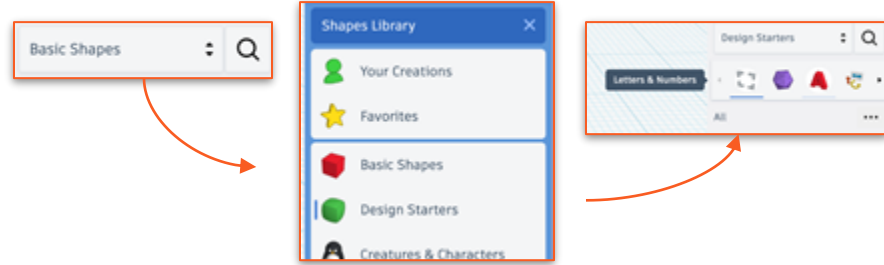 Basic Shapes
Shapes Library
Your Creations
Favorites
Basic Shapes
Design Starters
Creatures & Characters
Design Starters
Letters & Numbers
All